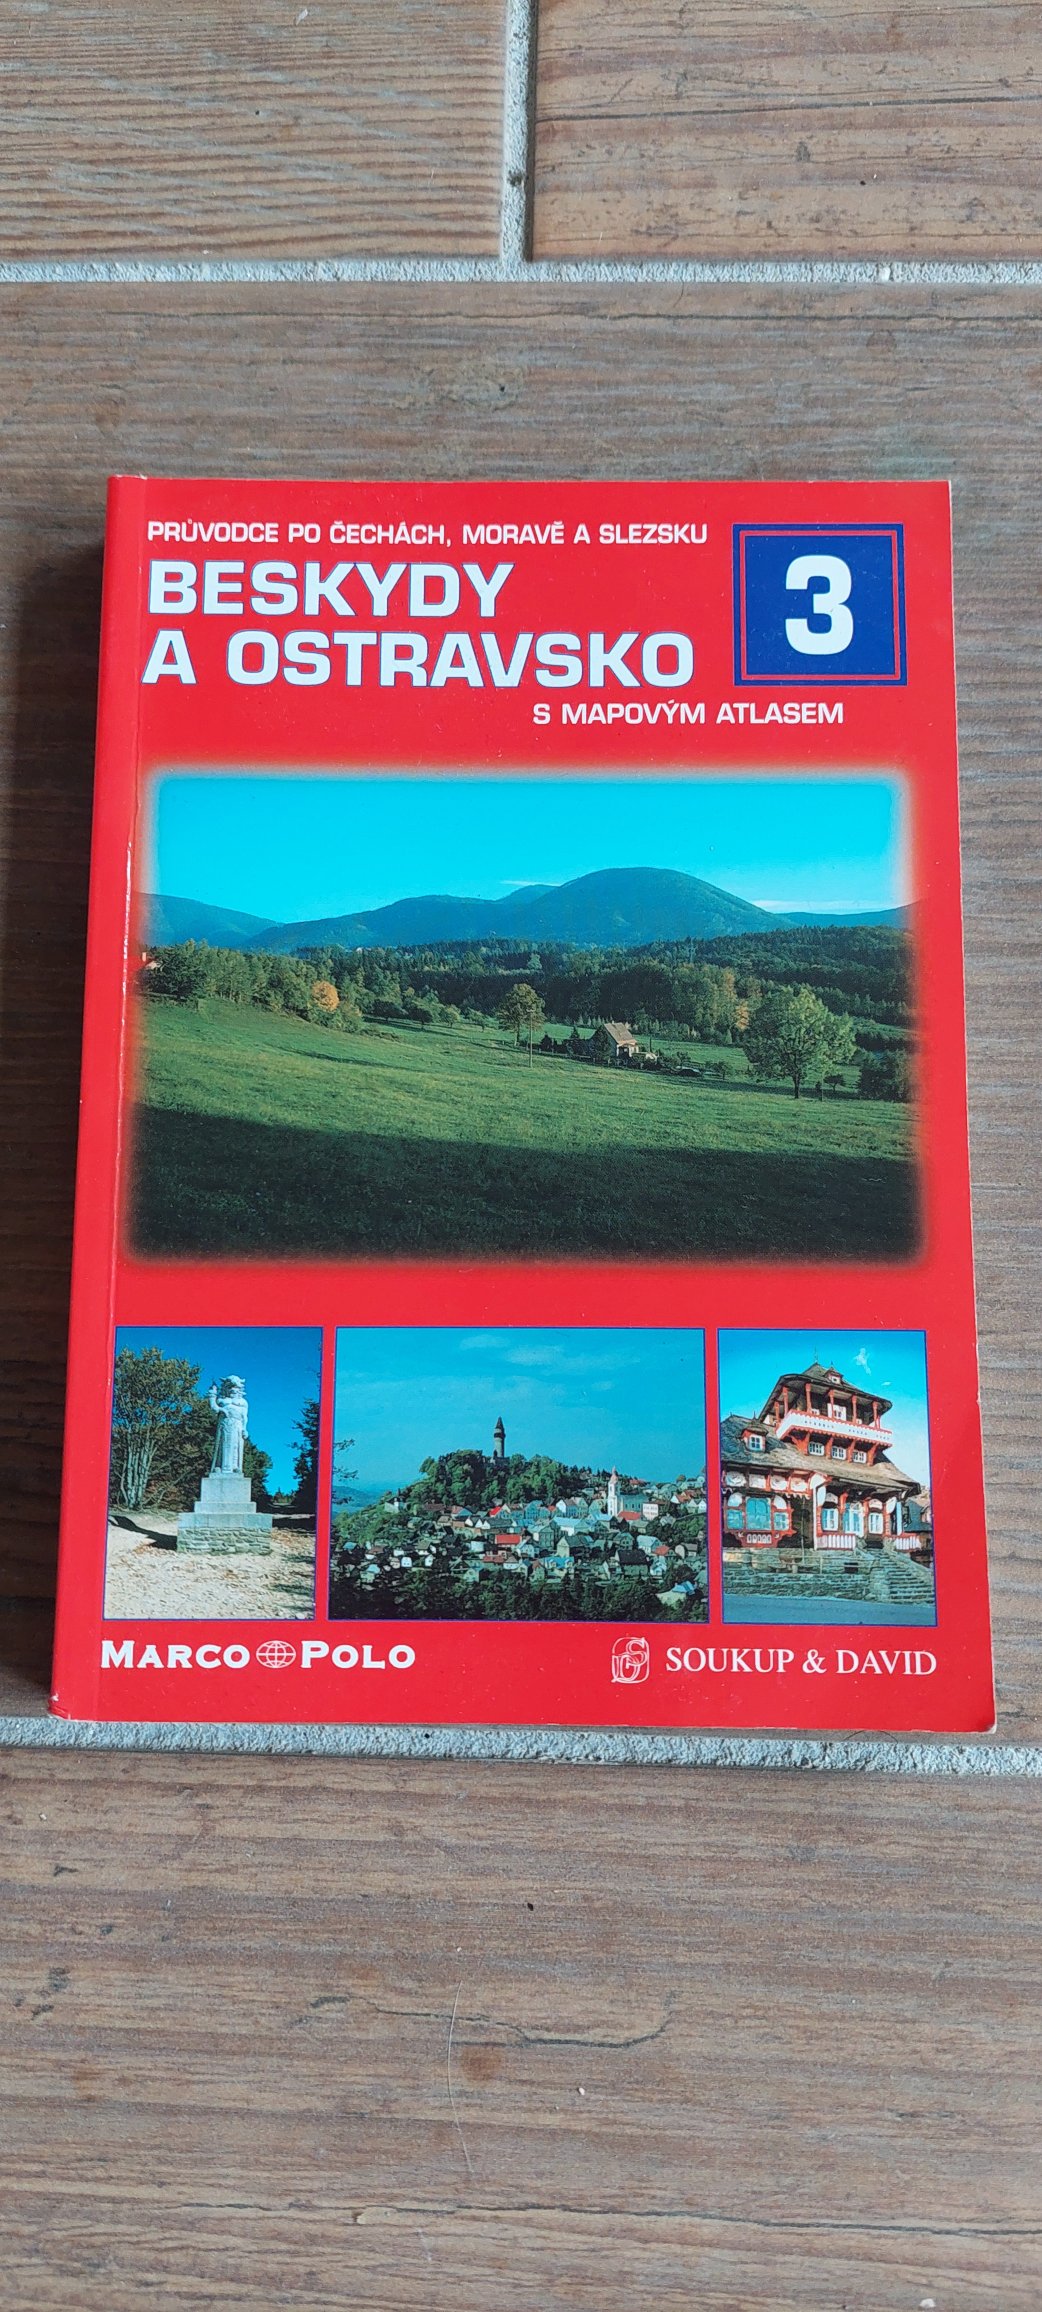 PRŮVODCE PO ČECHÁCH, MORAVĚ A SLEZSKU
BESKYDY
A OSTRAVSKO
3
S MAPOVÝM ATLASEM
MARCO POLO
SOUKUP & DAVID